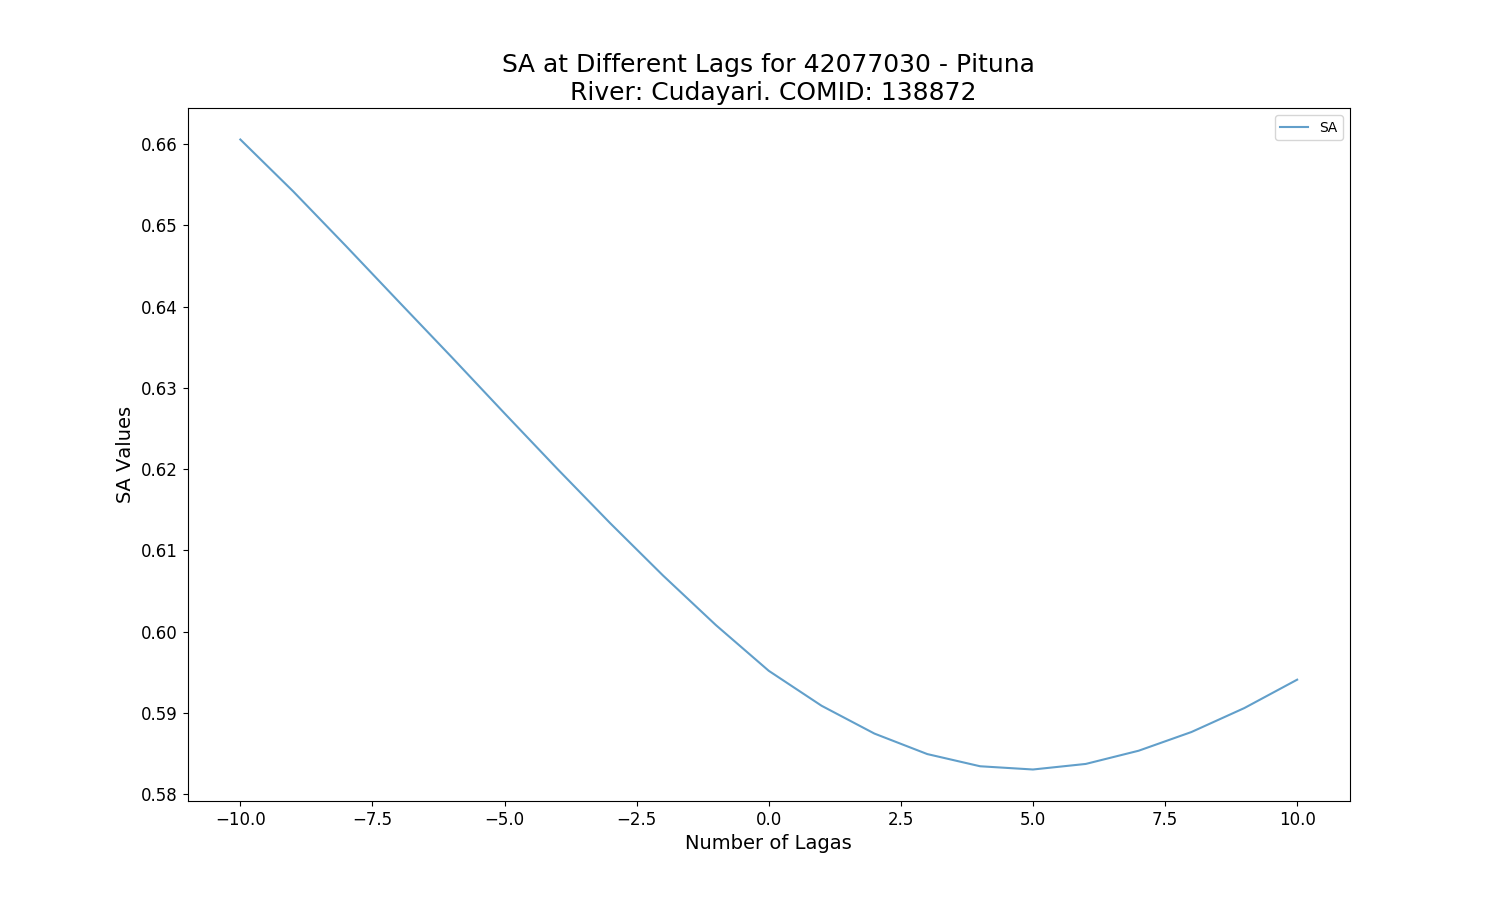 SA at Different Lags for 42077030 - Pituna
River: Cudayari. COMID: 138872
SA
0.66
0.65
0.64
0.63
0.62
0.61
0.60
0.59
0.58
SA Values
−10.0 −7.5 −5.0 −2.5 0.0 2.5 5.0 7.5 10.0
Number of Lagas